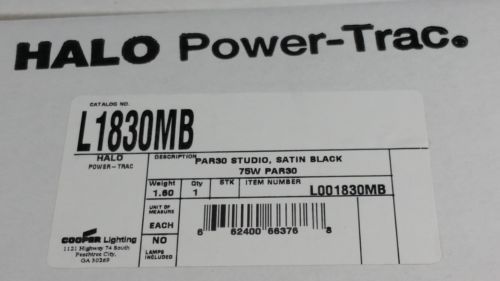 HALO Power-Trac.
CATALOG NO.
L1830MB
HALO
POWER - TRAC
DESCRIPTION
PAR30 STUDIO, SATIN BLACK
75W PAR30
Weight
1.60
Qty
1
STK
ITEM NUMBER
L001830MB
UNIT OF
MEASURE
EACH
NO
LAMPS
INCLUDED
6 62400 66376 8
COOPER Lighting
1121 Highway 74 South
Peachtree City,
GA 30269